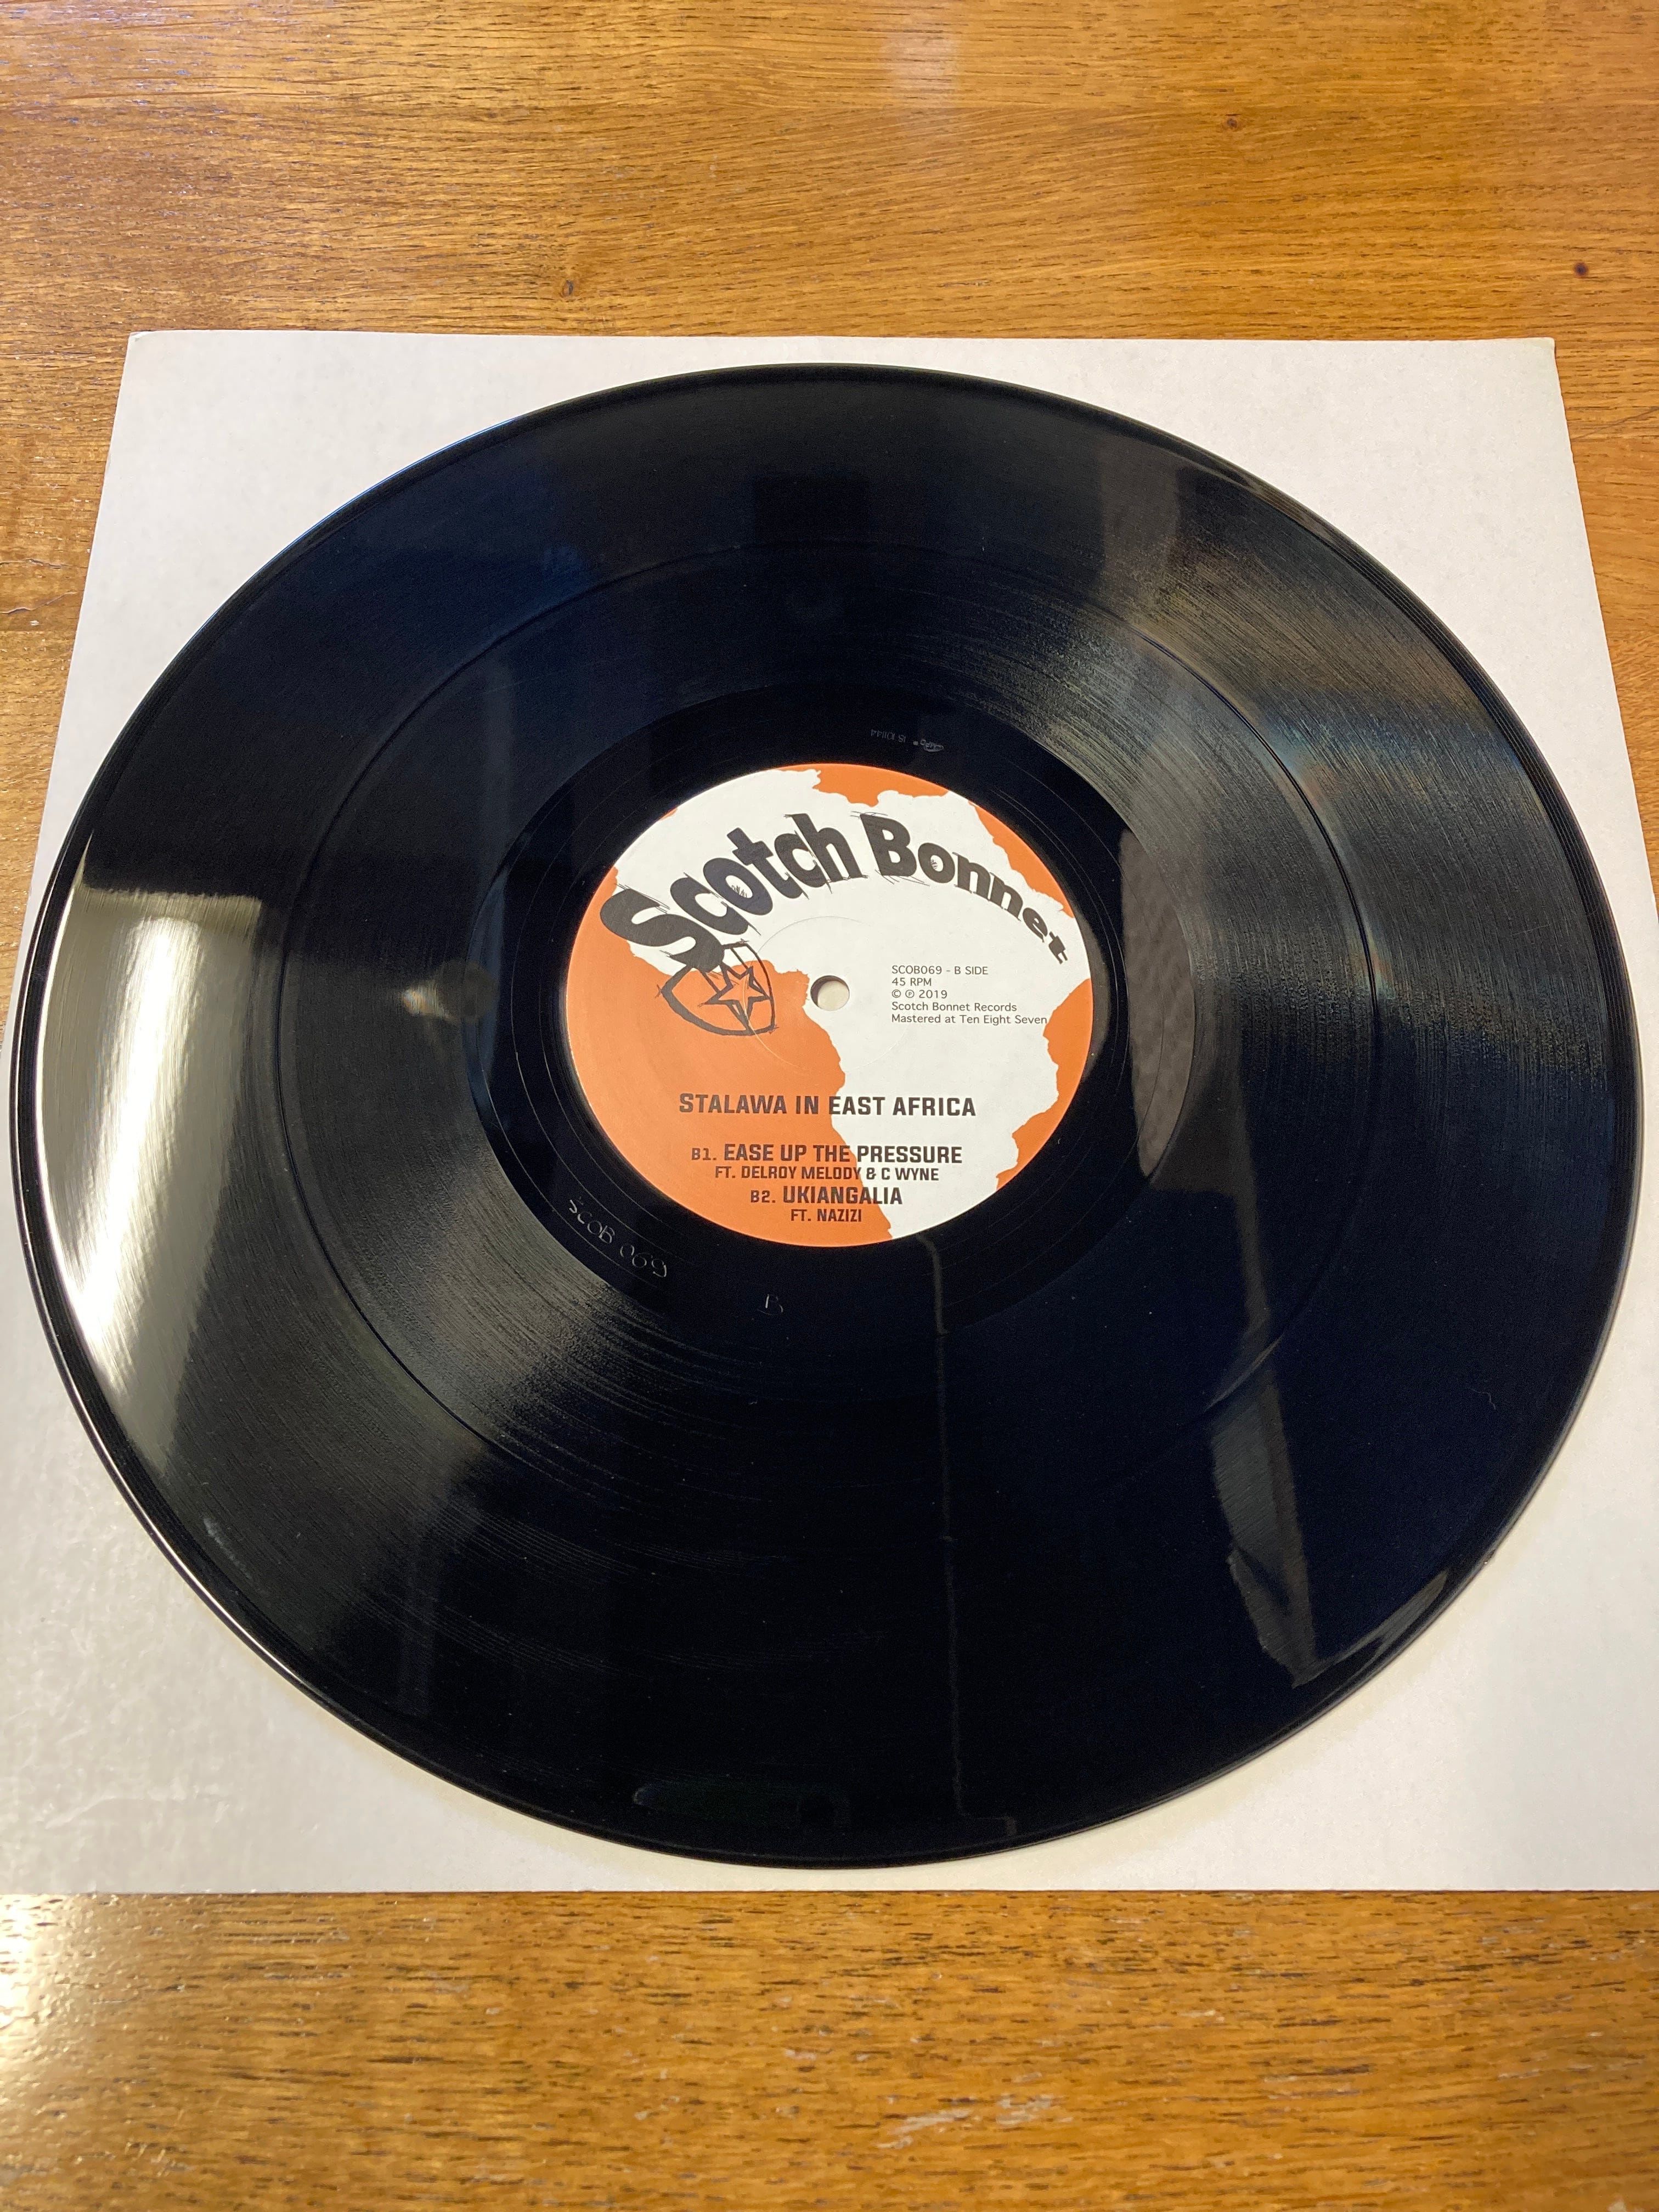 Scotch Bonnet
SCOB069 - B SIDE
45 RPM
© ℗ 2019
Scotch Bonnet Records
Mastered at Ten Eight Seven
STALAWA IN EAST AFRICA
B1. EASE UP THE PRESSURE
FT. DELROY MELODY & C WYNE
B2. UKIANGALIA
FT. NAZIZI
SCOB 069
B